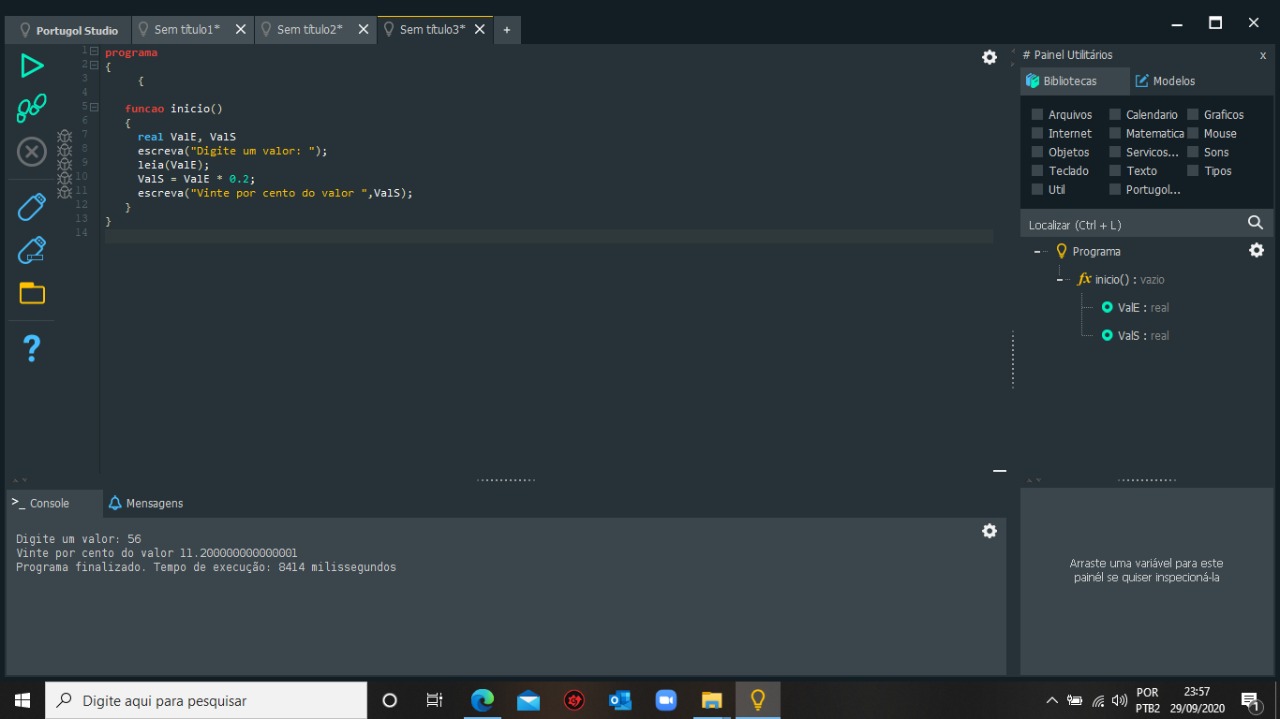 Portugol Studio
Sem título1*
Sem título2*
Sem título3*
+
1 programa
2 {
3 {
4
5 funcao inicio()
6 {
7 real ValE, ValS
8 escreva("Digite um valor: ");
9 leia(ValE);
10 ValS = ValE * 0.2;
11 escreva("Vinte por cento do valor ",ValS);
12 }
13 }
14
# Painel Utilitários x
Bibliotecas Modelos
Arquivos Calendario Graficos
Internet Matematica Mouse
Objetos Servicos... Sons
Teclado Texto Tipos
Util Portugol...
Localizar (Ctrl + L)
Programa
fx inicio() : vazio
ValE : real
ValS : real
>_ Console
Mensagens
Digite um valor: 56
Vinte por cento do valor 11.200000000000001
Programa finalizado. Tempo de execução: 8414 milissegundos
Arraste uma variável para este
painél se quiser inspecioná-la
Digite aqui para pesquisar
POR
PTB2
23:57
29/09/2020
1